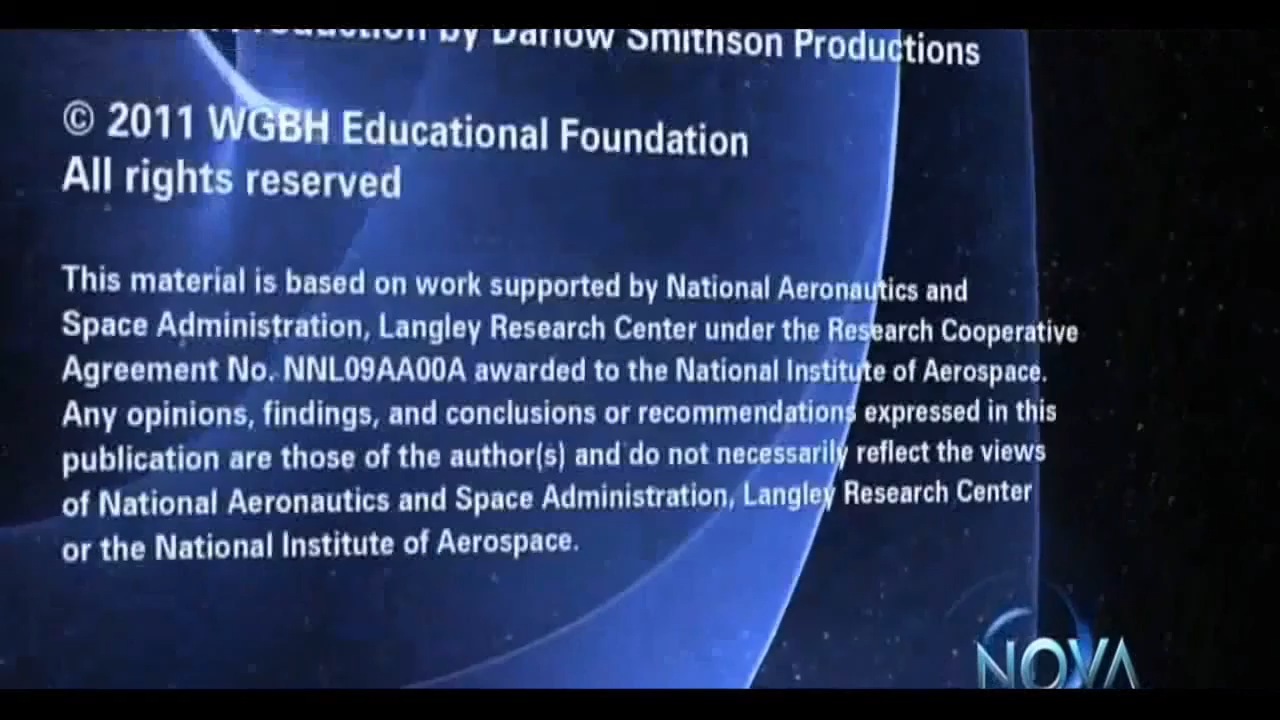 Production by Darlow Smithson Productions
© 2011 WGBH Educational Foundation
All rights reserved
This material is based on work supported by National Aeronautics and
Space Administration, Langley Research Center under the Research Cooperative
Agreement No. NNL09AA00A awarded to the National Institute of Aerospace.
Any opinions, findings, and conclusions or recommendations expressed in this
publication are those of the author(s) and do not necessarily reflect the views
of National Aeronautics and Space Administration, Langley Research Center
or the National Institute of Aerospace.
NOVA